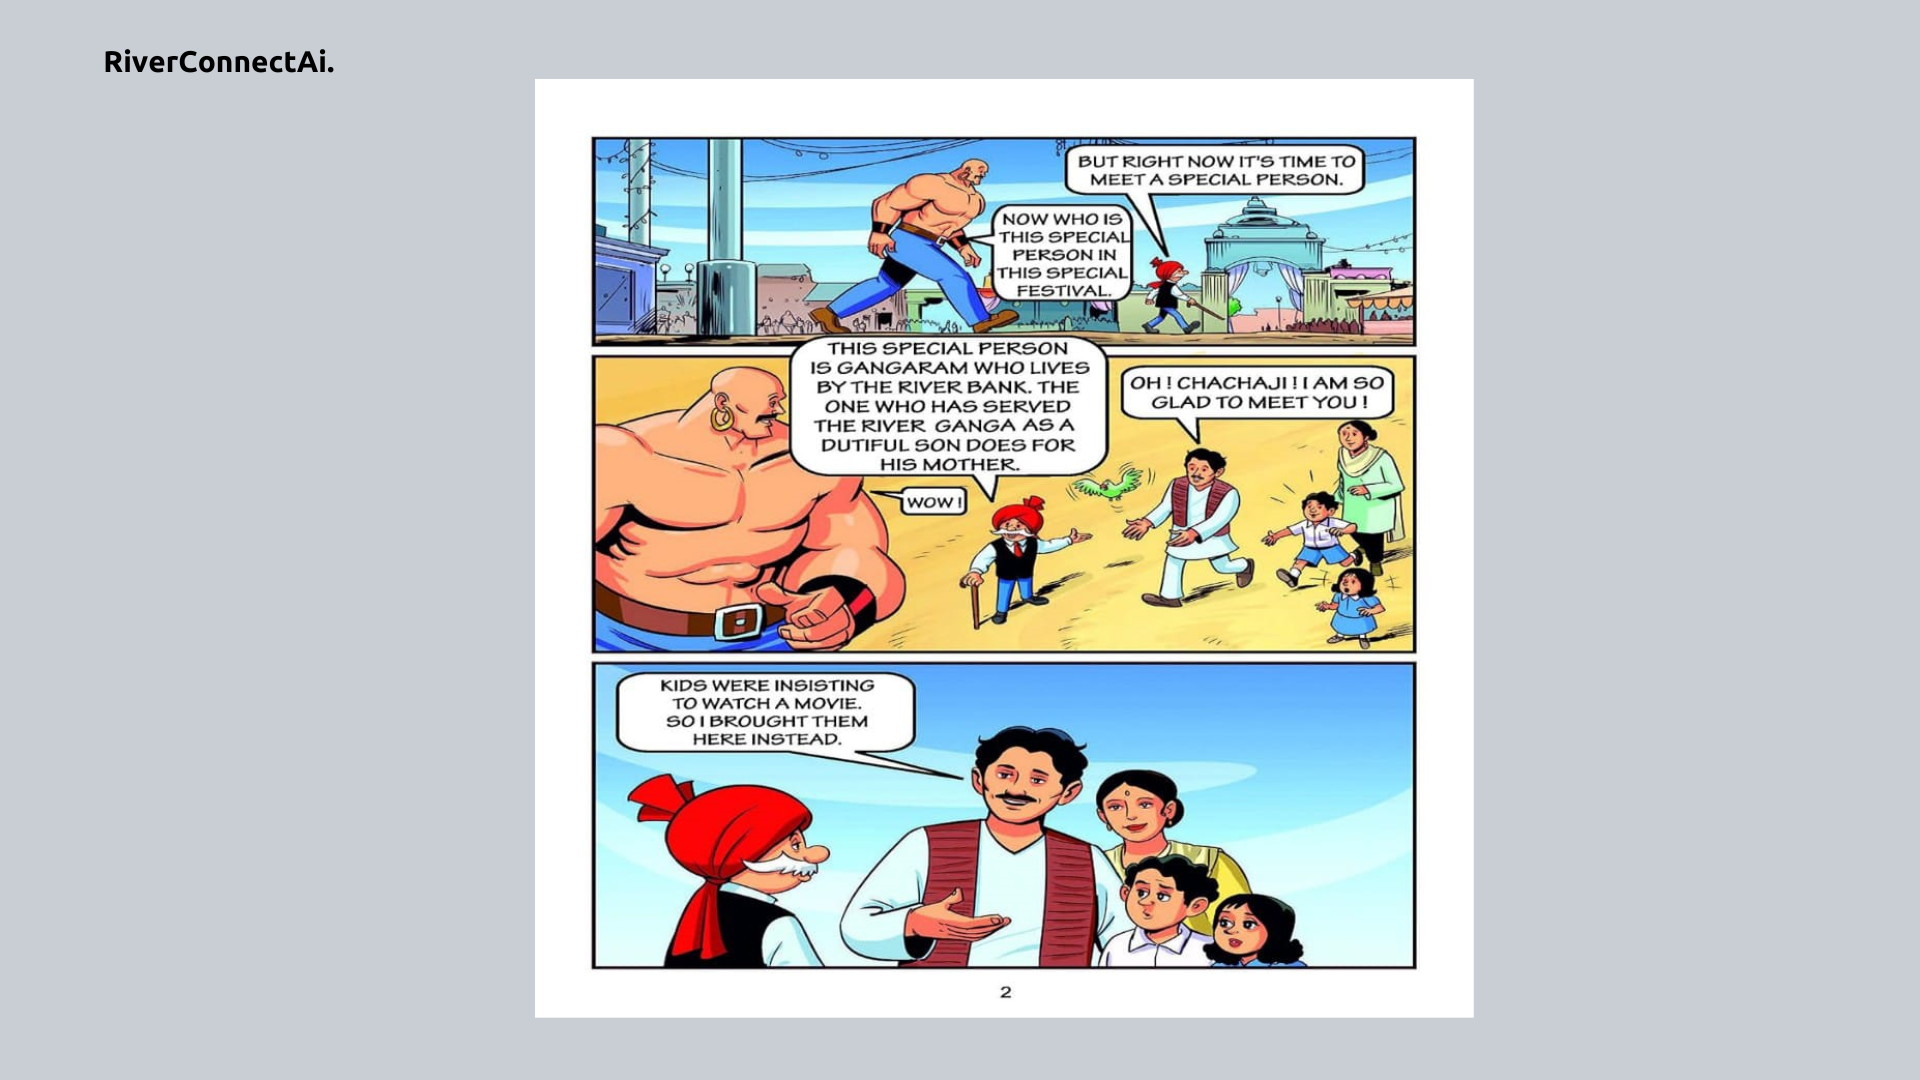 RiverConnectAi.
BUT RIGHT NOW IT'S TIME TO
MEET A SPECIAL PERSON.
NOW WHO IS
THIS SPECIAL
PERSON IN
THIS SPECIAL
FESTIVAL.
THIS SPECIAL PERSON
IS GANGARAM WHO LIVES
BY THE RIVER BANK. THE
ONE WHO HAS SERVED
THE RIVER GANGA AS A
DUTIFUL SON DOES FOR
HIS MOTHER.
WOW !
OH ! CHACHAJI ! I AM SO
GLAD TO MEET YOU !
KIDS WERE INSISTING
TO WATCH A MOVIE.
SO I BROUGHT THEM
HERE INSTEAD.
2